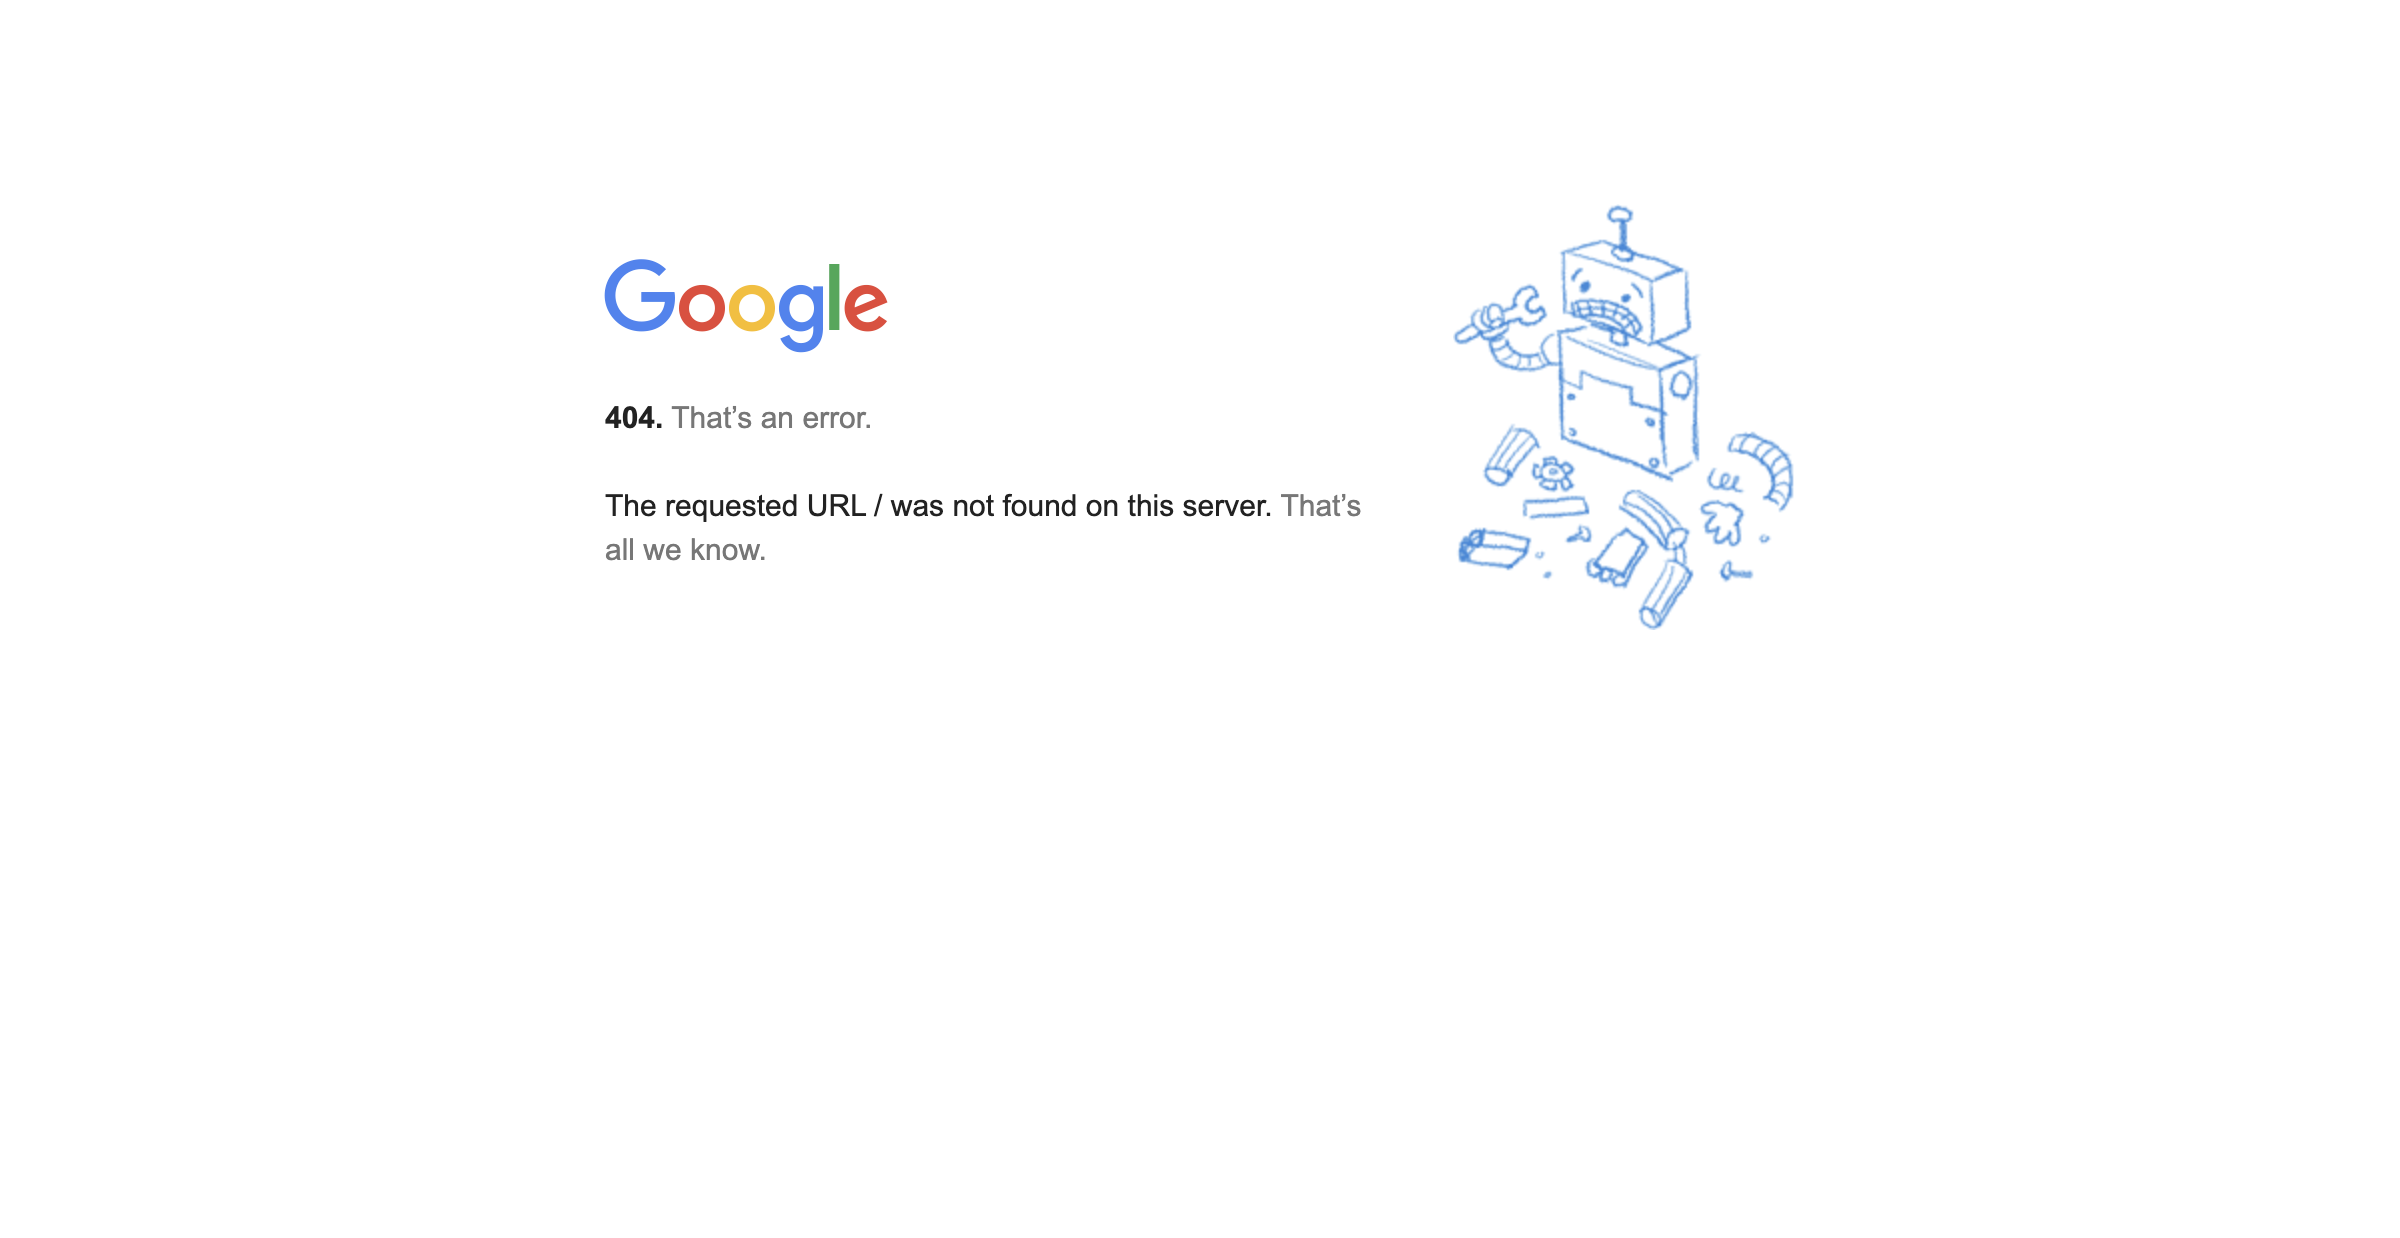 Google
404. That’s an error.
The requested URL / was not found on this server. That’s
all we know.